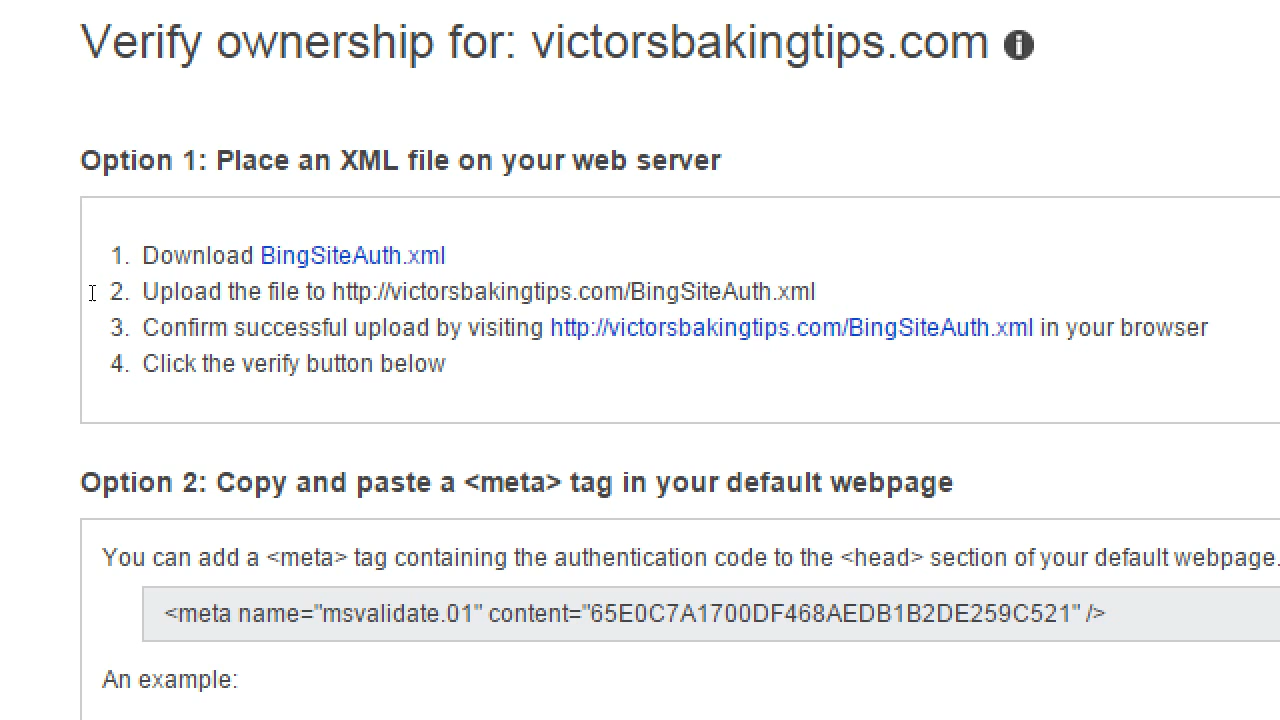 Verify ownership for: victorsbakingtips.com
Option 1: Place an XML file on your web server
1. Download BingSiteAuth.xml
2. Upload the file to http://victorsbakingtips.com/BingSiteAuth.xml
3. Confirm successful upload by visiting http://victorsbakingtips.com/BingSiteAuth.xml in your browser
4. Click the verify button below
Option 2: Copy and paste a <meta> tag in your default webpage
You can add a <meta> tag containing the authentication code to the <head> section of your default webpage.
<meta name="msvalidate.01" content="65E0C7A1700DF468AEDB1B2DE259C521" />
An example: